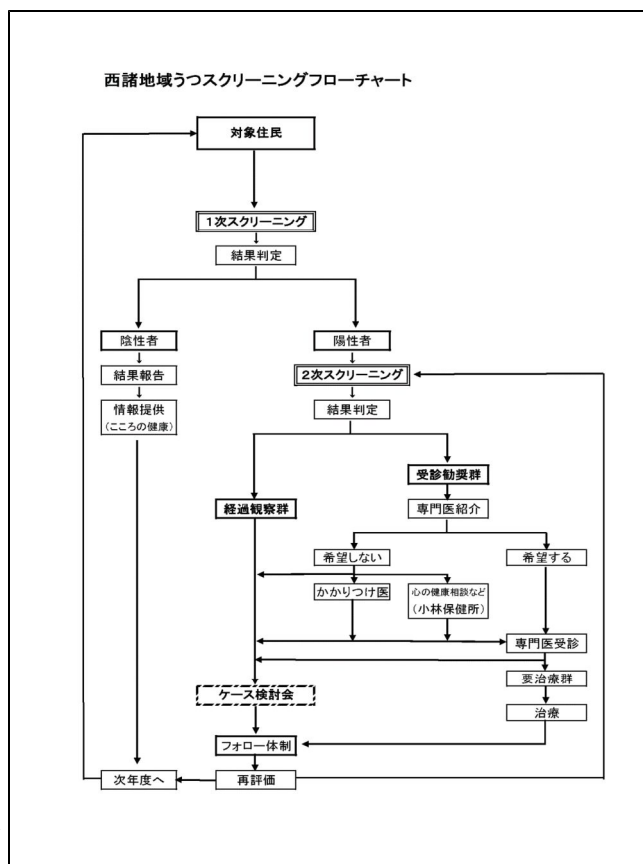 西諸地域うつスクリーニングフローチャート
対象住民
1次スクリーニング
結果判定
陰性者
陽性者
結果報告
2次スクリーニング
情報提供
(こころの健康)
結果判定
受診勧奨群
経過観察群
専門医紹介
希望しない
希望する
かかりつけ医
心の健康相談など
(小林保健所)
専門医受診
要治療群
ケース検討会
治療
フォロー体制
次年度へ
再評価